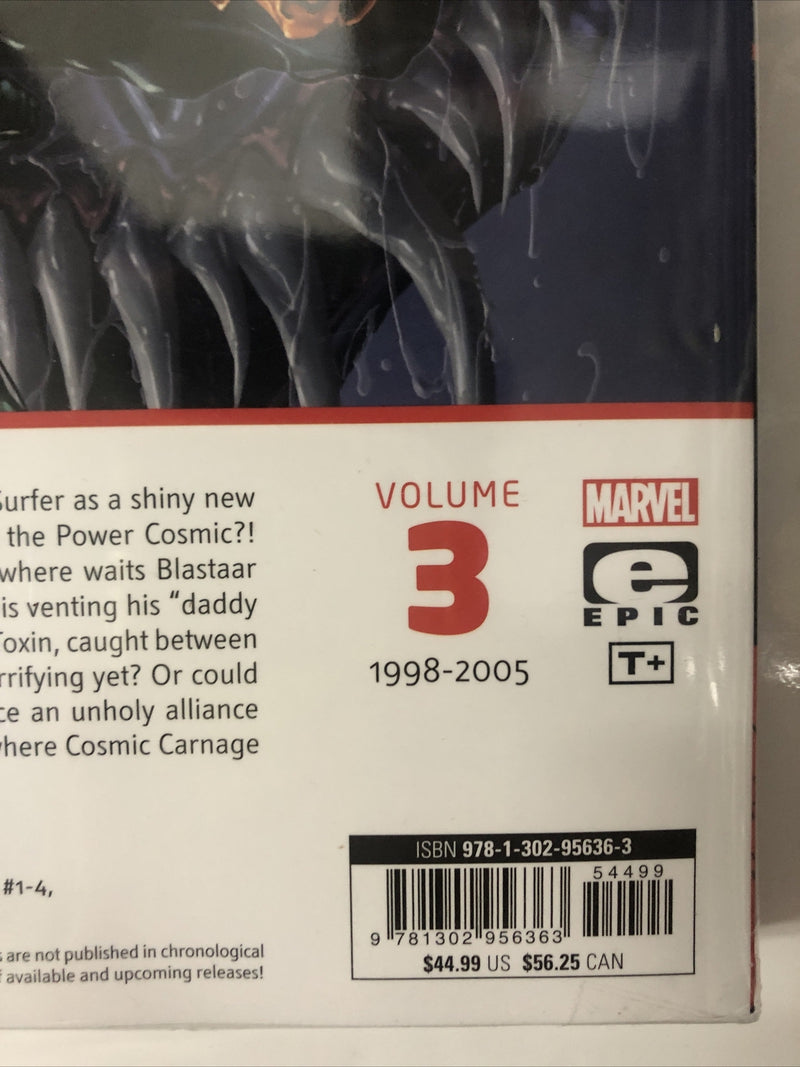 Surfer as a shiny new
the Power Cosmic?!
where waits Blastaar
is venting his “daddy
Toxin, caught between
yet? Or could
an unholy alliance
where Cosmic Carnage
VOLUME
3
1998-2005
MARVEL
e
EPIC
T+
#1-4,
are not published in chronological
available and upcoming releases!
ISBN 978-1-302-95636-3
54499
9 781302 956363
$44.99 US $56.25 CAN